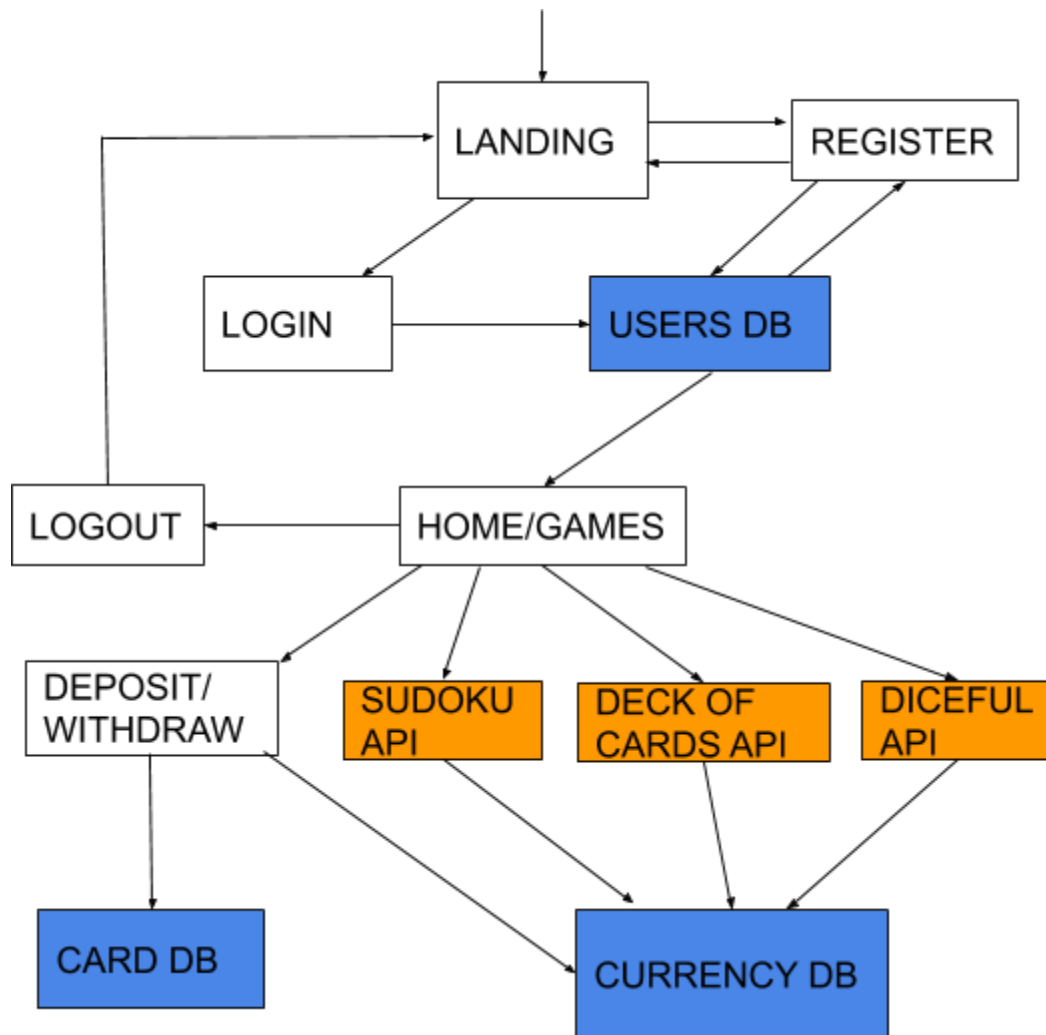 LANDING
REGISTER
LOGIN
USERS DB
LOGOUT
HOME/GAMES
DEPOSIT/
WITHDRAW
SUDOKU
API
DECK OF
CARDS API
DICEFUL
API
CARD DB
CURRENCY DB